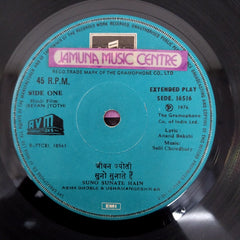 JAMUNA MUSIC CENTRE
REGD. TRADE MARK OF THE GRAMOPHONE CO., LTD.
45 R.P.M.
EXTENDED PLAY
SIDE ONE
SEDE. 16516
Hindi Film:
JEEVAN JYOTI
℗ 1976
The Gramophone
Co. of India Ltd.
Lyric:
Anand Bakshi
Music:
Salil Chowdhury
जीवन ज्योती
सुनो सुनाते हैं
SUNO SUNATE HAIN
ASHA BHOSLE & USHA MANGESHKAR
EMI